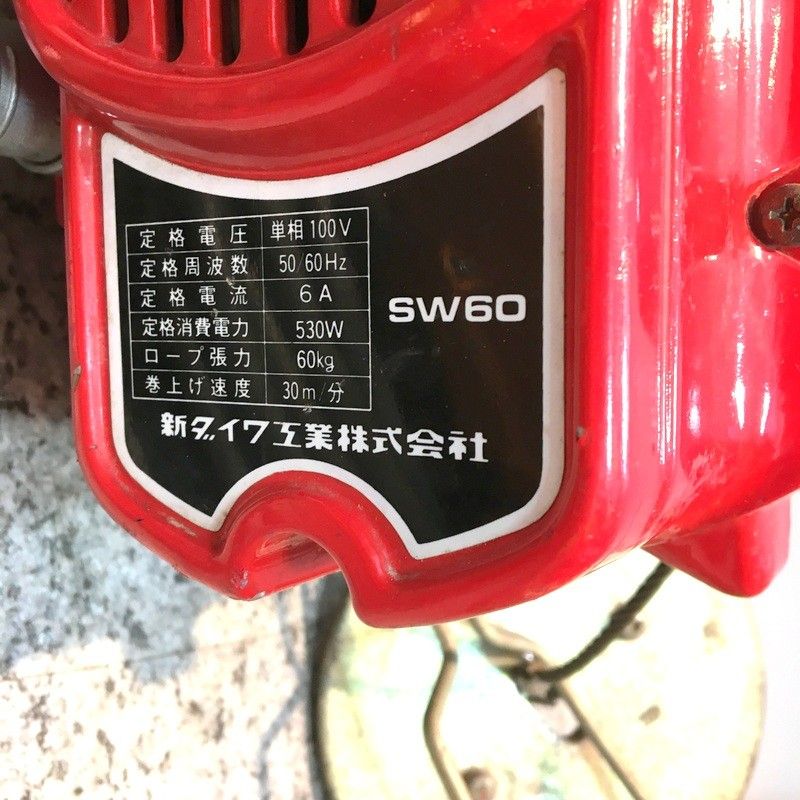 定格電圧 単相100V
定格周波数 50/60Hz
定格電流 6A
定格消費電力 530W
ロープ張力 60kg
巻上げ速度 30m/分
SW60
新ダイワ工業株式会社